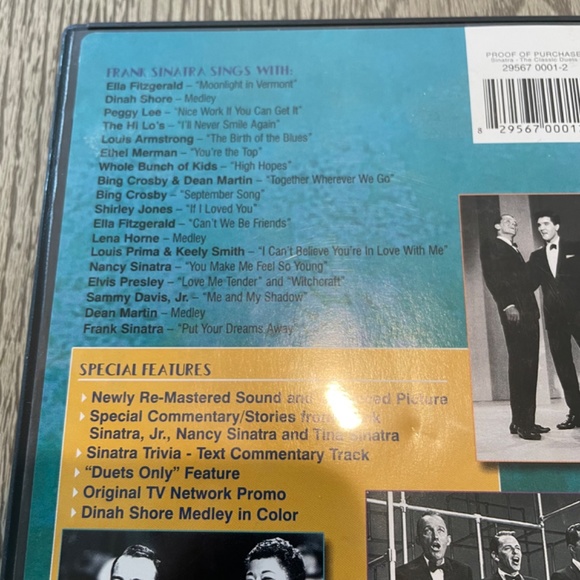 PROOF OF PURCHASE
Sinatra - The Classic Duets
29567 0001-2
8 29567 0001
FRANK SINATRA SINGS WITH:
Ella Fitzgerald – "Moonlight in Vermont"
Dinah Shore – Medley
Peggy Lee – "Nice Work If You Can Get It"
The Hi Lo's – "I'll Never Smile Again"
Louis Armstrong – "The Birth of the Blues"
Ethel Merman – "You're the Top"
Whole Bunch of Kids – "High Hopes"
Bing Crosby & Dean Martin – "Together Wherever We Go"
Bing Crosby – "September Song"
Shirley Jones – "If I Loved You"
Ella Fitzgerald – "Can't We Be Friends"
Lena Horne – Medley
Louis Prima & Keely Smith – "I Can't Believe You're In Love With Me"
Nancy Sinatra – "You Make Me Feel So Young"
Elvis Presley – "Love Me Tender" and "Witchcraft"
Sammy Davis, Jr. – "Me and My Shadow"
Dean Martin – Medley
Frank Sinatra – "Put Your Dreams Away"
SPECIAL FEATURES
Newly Re-Mastered Sound and Picture
Special Commentary/Stories from
Sinatra, Jr., Nancy Sinatra and Tina Sinatra
Sinatra Trivia - Text Commentary Track
"Duets Only" Feature
Original TV Network Promo
Dinah Shore Medley in Color